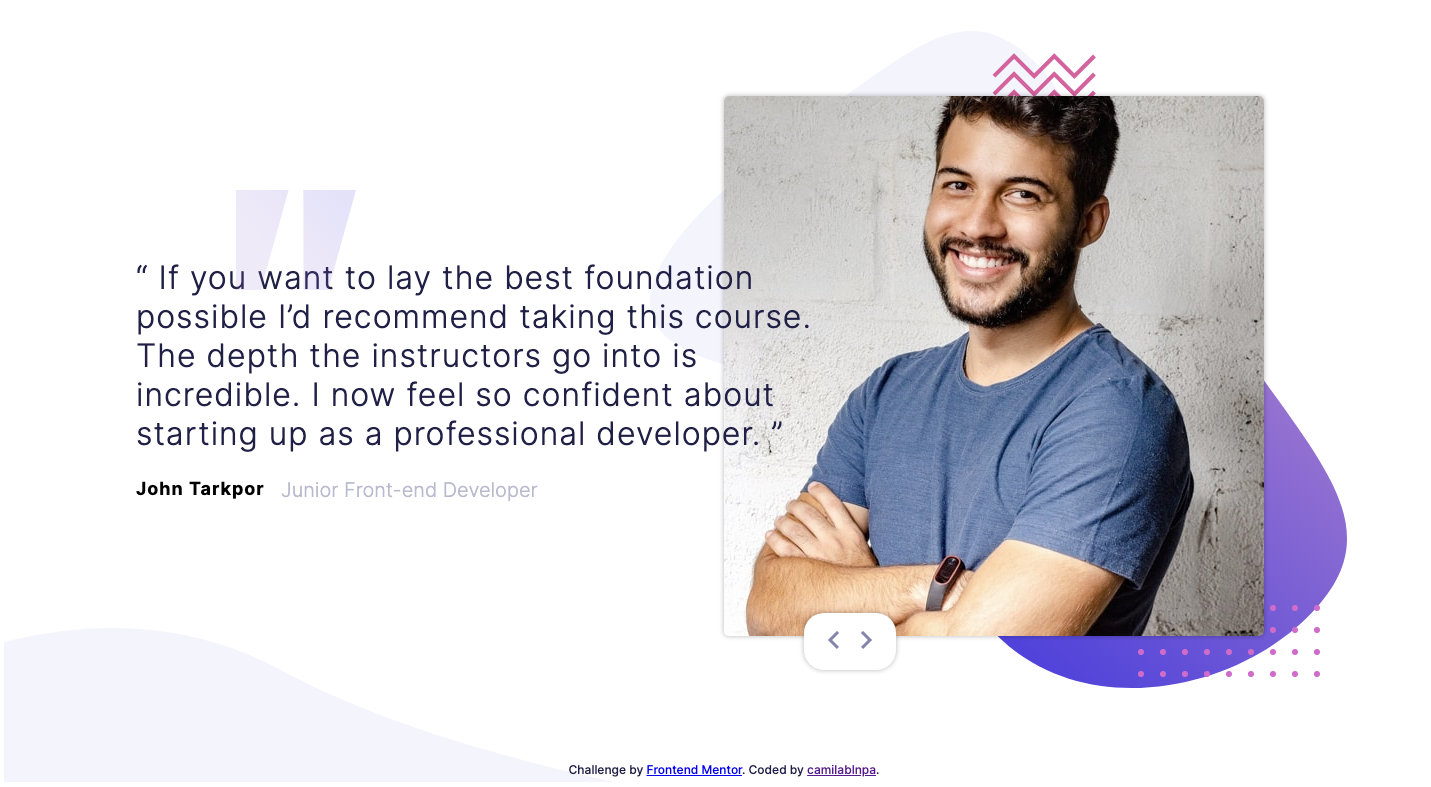 “ If you want to lay the best foundation
possible I’d recommend taking this course.
The depth the instructors go into is
incredible. I now feel so confident about
starting up as a professional developer. ”
John Tarkpor Junior Front-end Developer
Challenge by Frontend Mentor. Coded by camilablnpa.